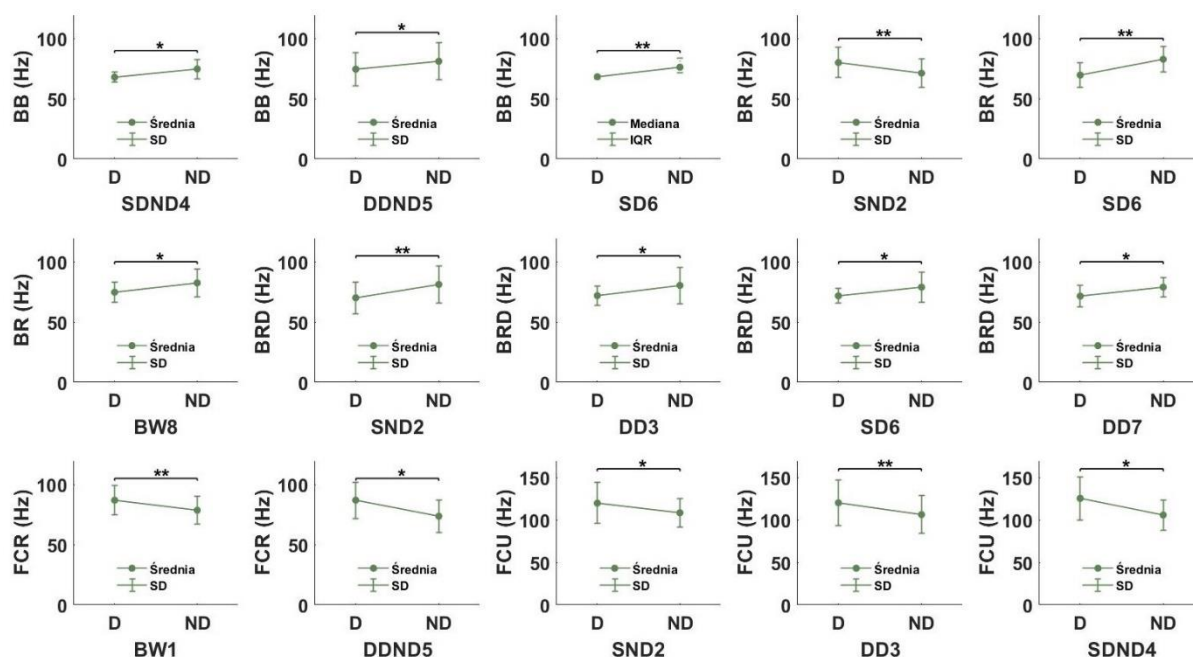 BB (Hz) 100 50 0 * Średnia SD D ND SDND4
BB (Hz) 100 50 0 * Średnia SD D ND DDND5
BB (Hz) 100 50 0 ** Mediana IQR D ND SD6
BR (Hz) 100 50 0 ** Średnia SD D ND SND2
BR (Hz) 100 50 0 ** Średnia SD D ND SD6
BR (Hz) 100 50 0 * Średnia SD D ND BW8
BRD (Hz) 100 50 0 ** Średnia SD D ND SND2
BRD (Hz) 100 50 0 * Średnia SD D ND DD3
BRD (Hz) 100 50 0 * Średnia SD D ND SD6
BRD (Hz) 100 50 0 * Średnia SD D ND DD7
FCR (Hz) 100 50 0 ** Średnia SD D ND BW1
FCR (Hz) 100 50 0 * Średnia SD D ND DDND5
FCU (Hz) 150 100 50 0 * Średnia SD D ND SND2
FCU (Hz) 150 100 50 0 ** Średnia SD D ND DD3
FCU (Hz) 150 100 50 0 * Średnia SD D ND SDND4